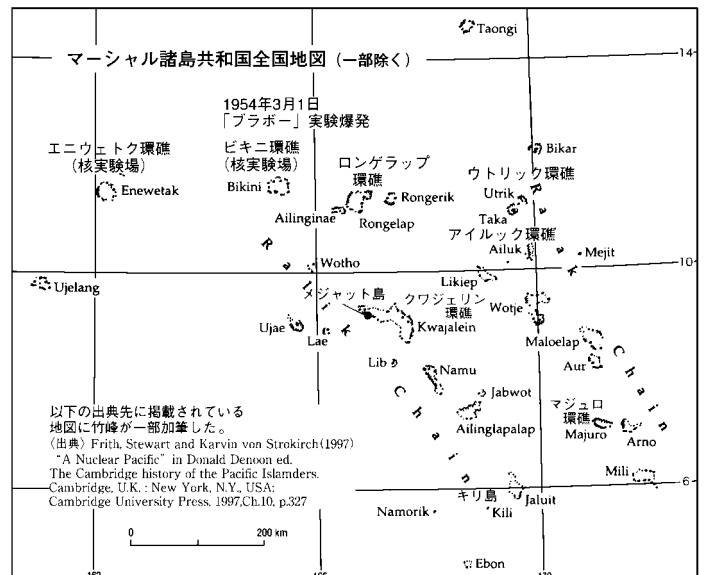 Taongi
14
マーシャル諸島共和国全国地図(一部除く)
1954年3月1日
「ブラボー」実験爆発
Bikar
エニウェトク環礁
(核実験場)
Enewetak
ビキニ環礁
(核実験場)
Bikini
ロンゲラップ
環礁
Rongerik
Ailinginae
Rongelap
ウトリック環礁
Utrik
Taka
Ratak
アイルック環礁
Ailuk
Mejit
Ralik
Wotho
10
Ujelang
Likiep
メジャット島
クワジェリン
環礁
Kwajalein
Wotje
Ujae
Lae
Maloelap
Chain
Lib
Namu
Aur
Chain
Jabwot
以下の出典先に掲載されている
地図に竹峰が一部加筆した。
〈出典〉Frith, Stewart and Karvin von Strokirch(1997)
“A Nuclear Pacific” in Donald Denoon ed.
The Cambridge history of the Pacific Islamders.
Cambridge, U.K. : New York, N.Y., USA:
Cambridge University Press, 1997,Ch.10, p.327
Ailinglapalap
マジュロ
環礁
Majuro
Arno
Mili
6
キリ島
Jaluit
Namorik
Kili
0 200 km
Ebon